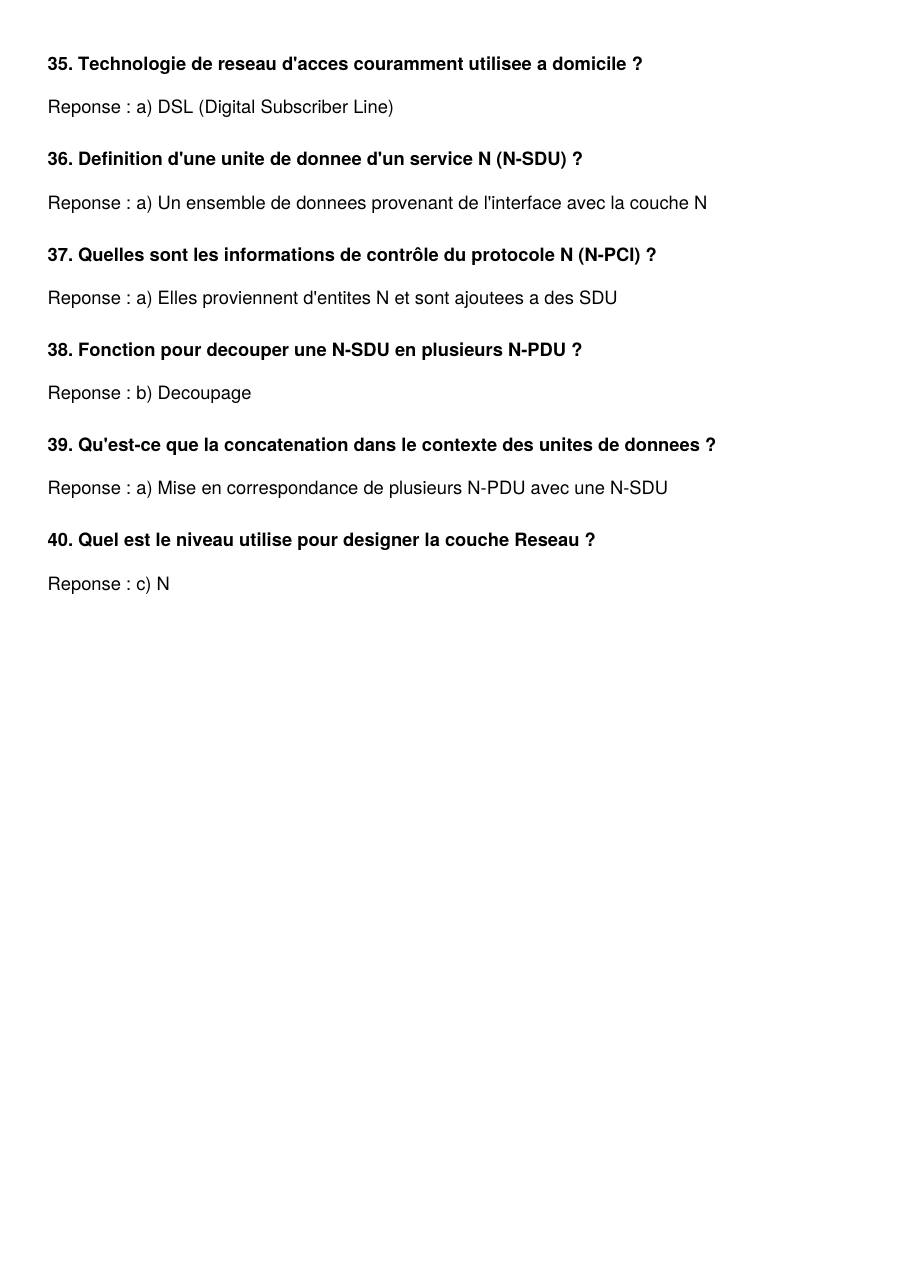 35. Technologie de reseau d'acces couramment utilisee a domicile ?
Reponse : a) DSL (Digital Subscriber Line)
36. Definition d'une unite de donnee d'un service N (N-SDU) ?
Reponse : a) Un ensemble de donnees provenant de l'interface avec la couche N
37. Quelles sont les informations de contrôle du protocole N (N-PCI) ?
Reponse : a) Elles proviennent d'entites N et sont ajoutees a des SDU
38. Fonction pour decouper une N-SDU en plusieurs N-PDU ?
Reponse : b) Decoupage
39. Qu'est-ce que la concatenation dans le contexte des unites de donnees ?
Reponse : a) Mise en correspondance de plusieurs N-PDU avec une N-SDU
40. Quel est le niveau utilise pour designer la couche Reseau ?
Reponse : c) N